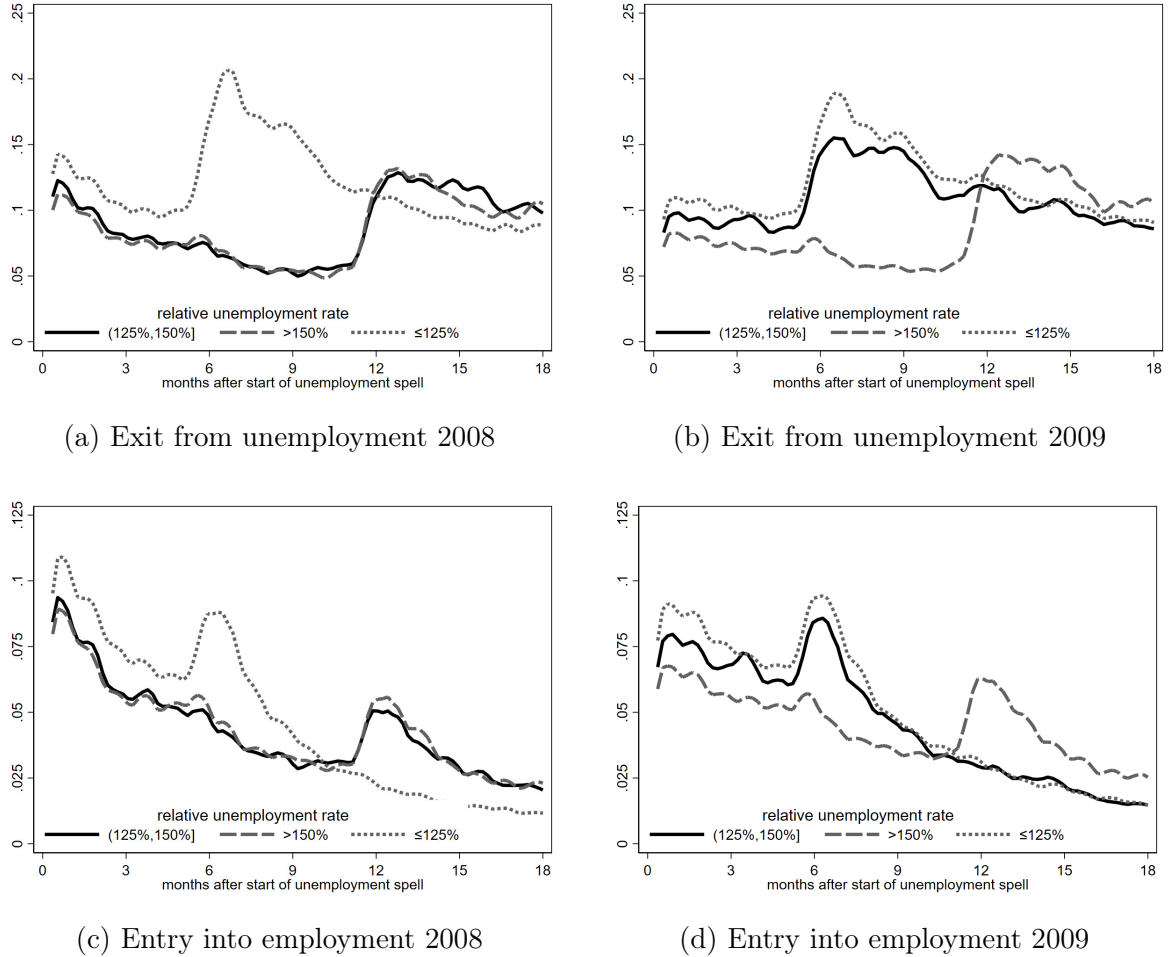 .25
.2
.15
.1
.05
0
relative unemployment rate
(125%,150%] >150% ≤125%
0 3 6 9 12 15 18
months after start of unemployment spell
(a) Exit from unemployment 2008
.25
.2
.15
.1
.05
0
relative unemployment rate
(125%,150%] >150% ≤125%
0 3 6 9 12 15 18
months after start of unemployment spell
(b) Exit from unemployment 2009
.125
.1
.075
.05
.025
0
relative unemployment rate
(125%,150%] >150% ≤125%
0 3 6 9 12 15 18
months after start of unemployment spell
(c) Entry into employment 2008
.125
.1
.075
.05
.025
0
relative unemployment rate
(125%,150%] >150% ≤125%
0 3 6 9 12 15 18
months after start of unemployment spell
(d) Entry into employment 2009